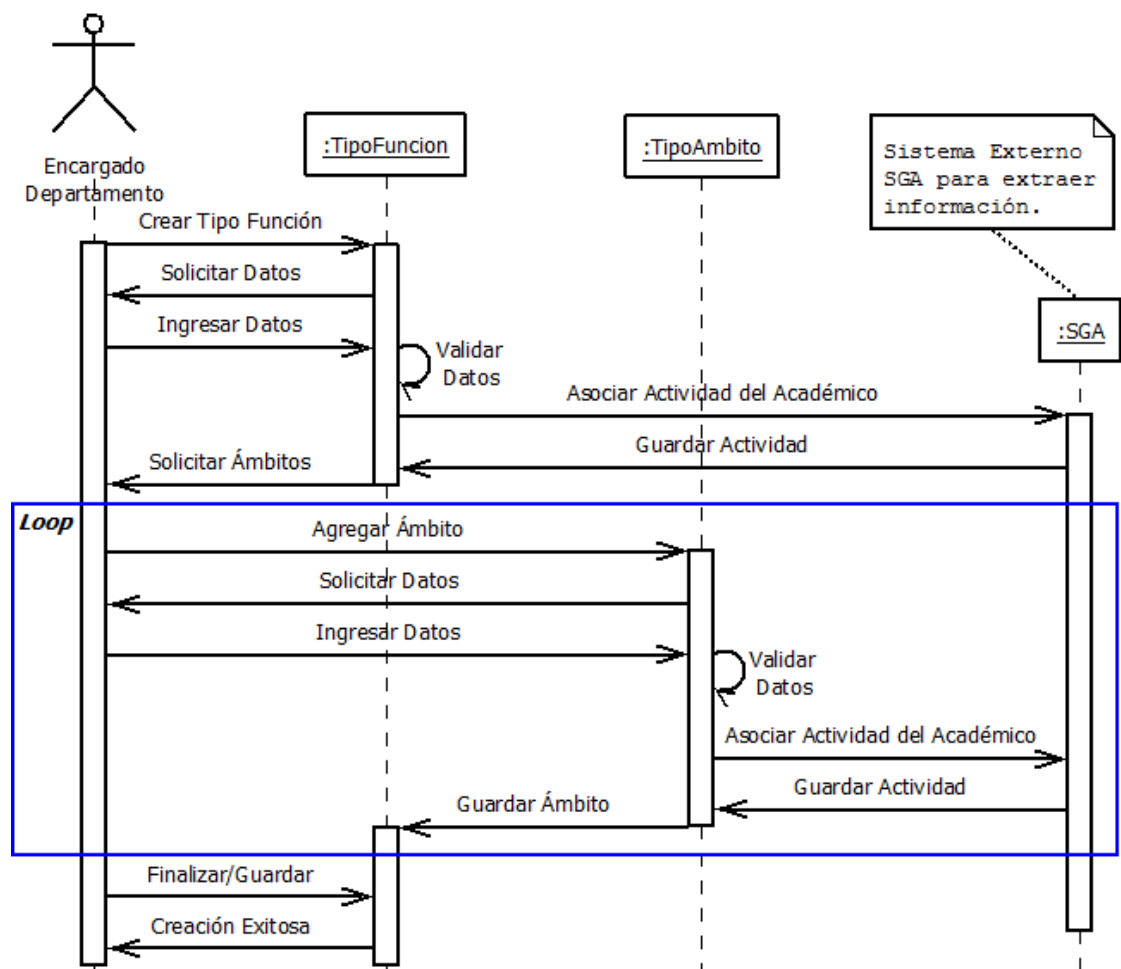 :TipoFuncion
:TipoAmbito
Sistema Externo
SGA para extraer
información.
Encargado
Departamento
Crear Tipo Función
Solicitar Datos
:SGA
Ingresar Datos
Validar
Datos
Asociar Actividad del Académico
Guardar Actividad
Solicitar Ámbitos
Loop
Agregar Ámbito
Solicitar Datos
Ingresar Datos
Validar
Datos
Asociar Actividad del Académico
Guardar Actividad
Guardar Ámbito
Finalizar/Guardar
Creación Exitosa